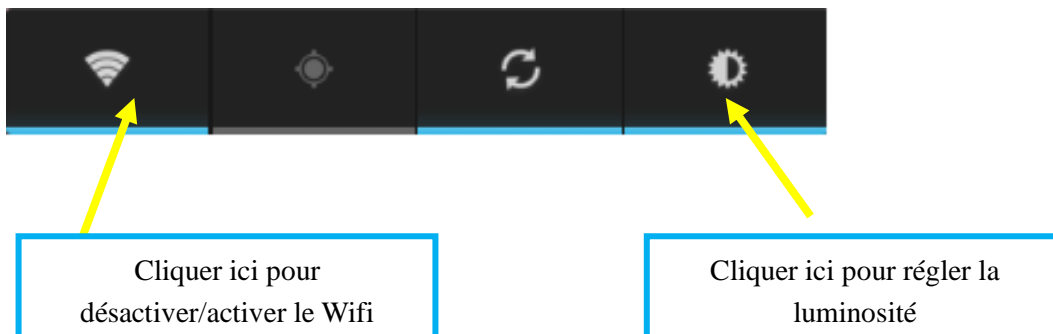 Cliquer ici pour
désactiver/activer le Wifi
Cliquer ici pour régler la
luminosité